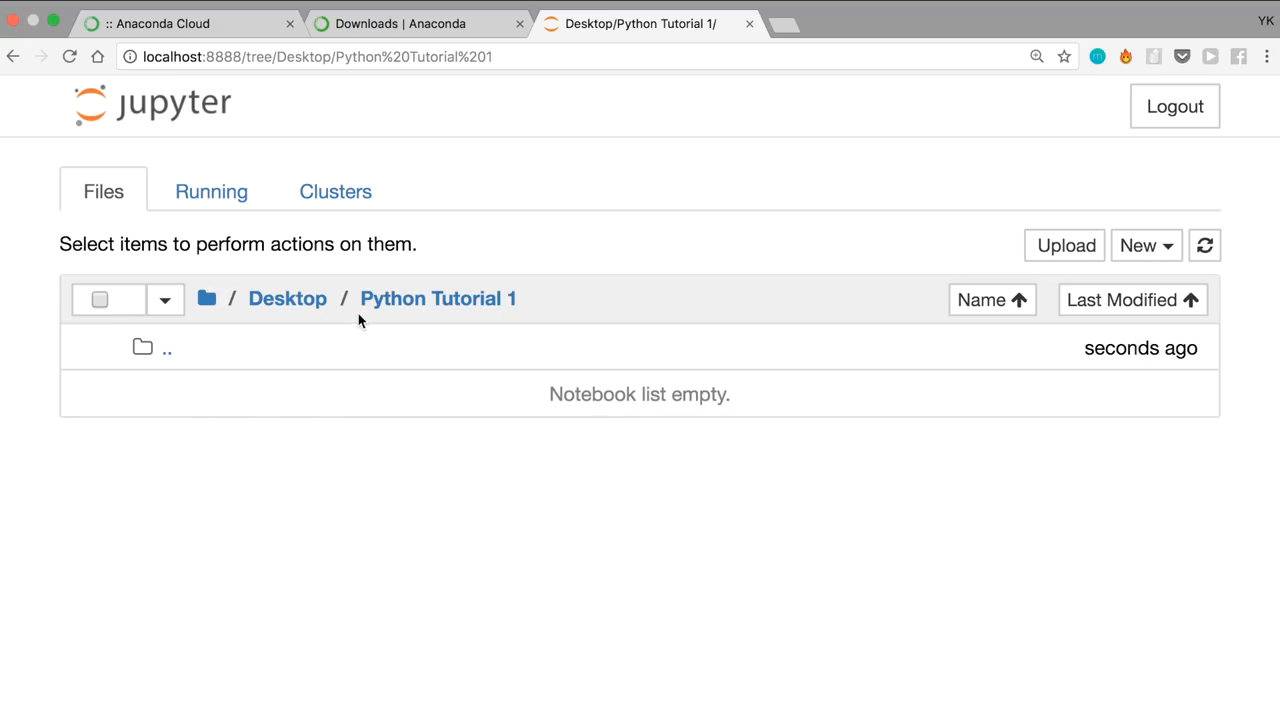 :: Anaconda Cloud
Downloads | Anaconda
Desktop/Python Tutorial 1/
YK
localhost:8888/tree/Desktop/Python%20Tutorial%201
jupyter
Logout
Files
Running
Clusters
Select items to perform actions on them.
Upload
New
/ Desktop / Python Tutorial 1
Name
Last Modified
..
seconds ago
Notebook list empty.